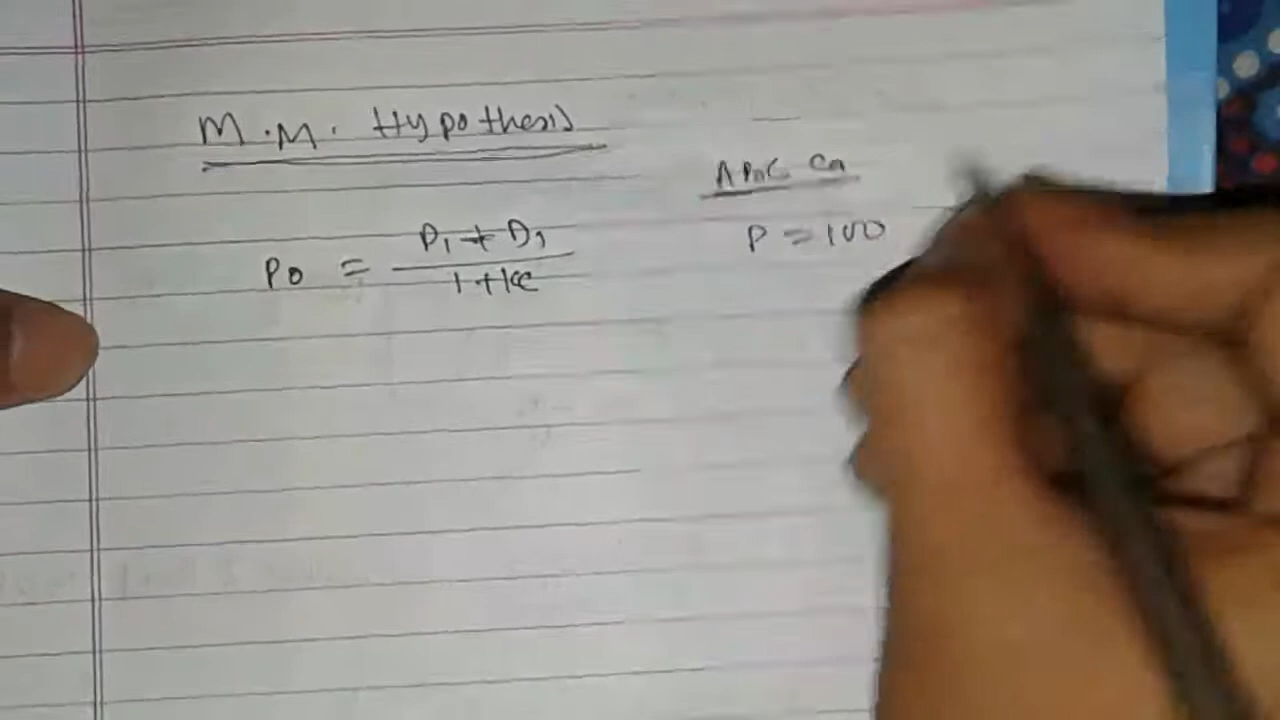 M.M. Hypothesis
P0 = P1 + D1
1+ke
P = 100